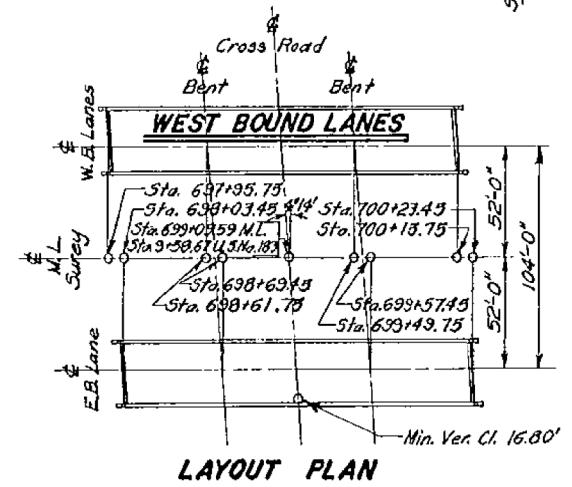 ℄
Cross Road
℄
Bent
℄
Bent
WEST BOUND LANES
℄
W.B. Lanes
Sta. 697+95.75
Sta. 698+03.45
4°14'
Sta. 700+23.45
Sta. 699+09.59 M.L.
Sta. 700+15.75
Sta 9+58.67 U.S. No. 183
℄
M.L.
Surey
52'-0"
104'-0"
52'-0"
Sta. 698+69.45
Sta. 698+61.75
Sta. 699+57.45
Sta. 699+49.75
℄
E.B. Lane
Min. Ver. Cl. 16.80'
LAYOUT PLAN